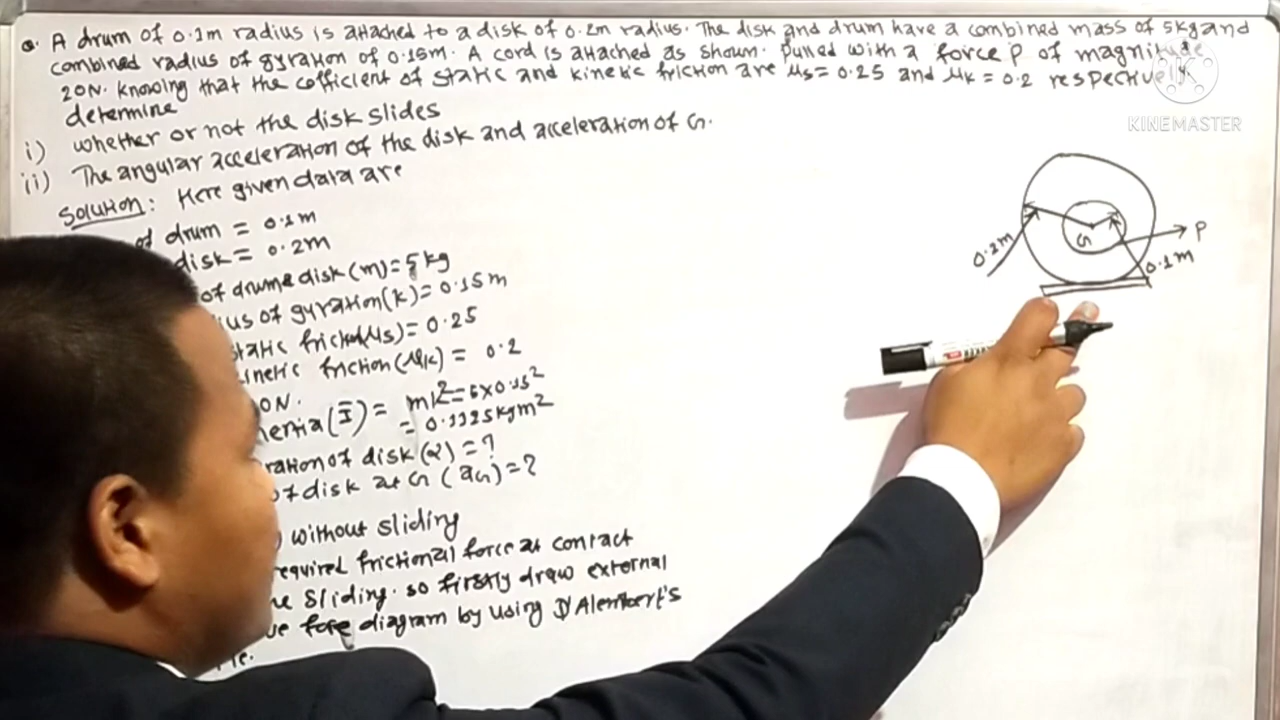 Q. A drum of 0.1m radius is attached to a disk of 0.2m radius. The disk and drum have a combined mass of 5kg and
combined radius of gyration of 0.15m. A cord is attached as shown. Pulled with a force P of magnitude
20N. Knowing that the cofficient of static and kinetic friction are μs = 0.25 and μk = 0.2 respectively
determine
i) whether or not the disk slides
ii) The angular acceleration of the disk and acceleration of G.
Solution: Here given data are
of drum = 0.1m
disk = 0.2m
of drum & disk (m) = 5kg
of gyration (k) = 0.15m
(μs) = 0.25
friction (μk) = 0.2
ON.
(Ī) = mk² = 5×0.15²
= 0.1125kgm²
of disk (α) = ?
of disk at G (aG) = ?
without sliding
required frictional force at contact
sliding. so firstly draw external
force diagram by using D'Alembert's
KINEMASTER
0.2m
G
P
0.1m